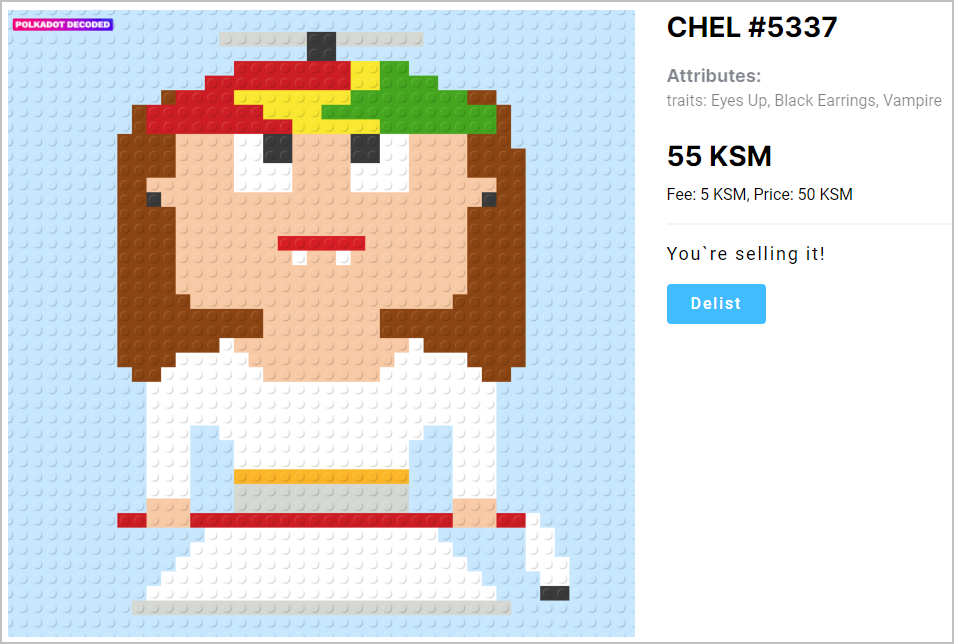 POLKADOT DECODED
CHEL #5337
Attributes:
traits: Eyes Up, Black Earrings, Vampire
55 KSM
Fee: 5 KSM, Price: 50 KSM
You`re selling it!
Delist